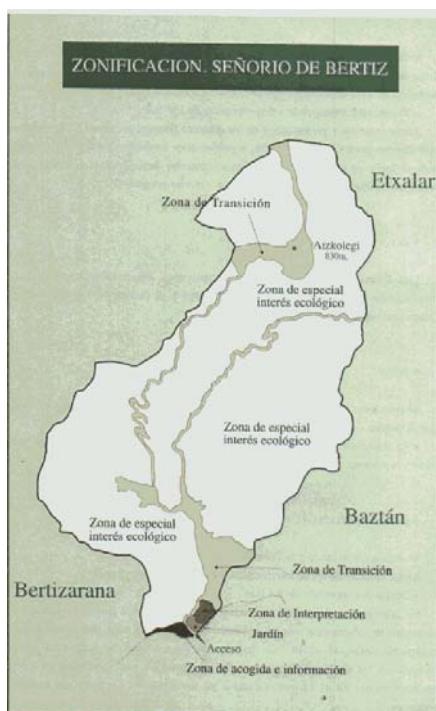 ZONIFICACION. SEÑORIO DE BERTIZ
Etxalar
Zona de Transición
Aizkolegi
830m.
Zona de especial
interés ecológico
Zona de especial
interés ecológico
Baztán
Zona de especial
interés ecológico
Zona de Transición
Bertizarana
Zona de Interpretación
Jardín
Acceso
Zona de acogida e información